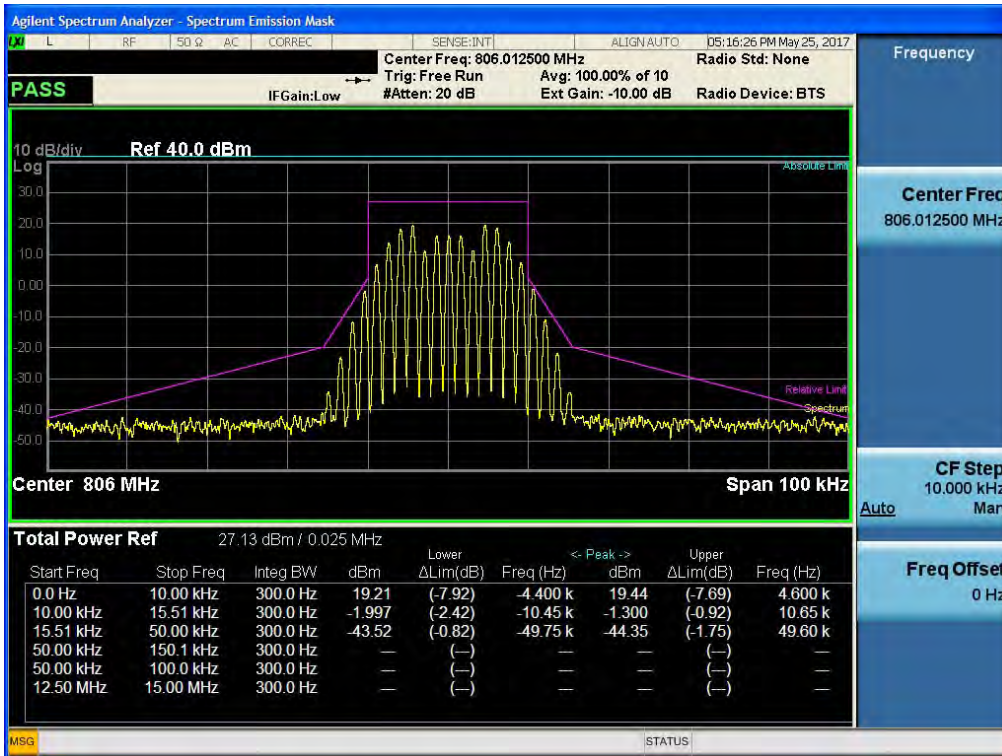 Agilent Spectrum Analyzer - Spectrum Emission Mask
LXI L RF 50 Ω AC CORREC SENSE:INT ALIGN AUTO 05:16:26 PM May 25, 2017
Center Freq: 806.012500 MHz Radio Std: None
Trig: Free Run Avg: 100.00% of 10
PASS IFGain:Low #Atten: 20 dB Ext Gain: -10.00 dB Radio Device: BTS
10 dB/div Ref 40.0 dBm
Log
Absolute Limit
30.0
20.0
10.0
0.00
-10.0
-20.0
-30.0
Relative Limit
-40.0
Spectrum
-50.0
Center 806 MHz Span 100 kHz
Total Power Ref 27.13 dBm / 0.025 MHz
Lower <- Peak -> Upper
Start Freq Stop Freq Integ BW dBm ΔLim(dB) Freq (Hz) dBm ΔLim(dB) Freq (Hz)
0.0 Hz 10.00 kHz 300.0 Hz 19.21 (-7.92) -4.400 k 19.44 (-7.69) 4.600 k
10.00 kHz 15.51 kHz 300.0 Hz -1.997 (-2.42) -10.45 k -1.300 (-0.92) 10.65 k
15.51 kHz 50.00 kHz 300.0 Hz -43.52 (-0.82) -49.75 k -44.35 (-1.75) 49.60 k
50.00 kHz 150.1 kHz 300.0 Hz --- (---) --- --- (---) ---
50.00 kHz 100.0 kHz 300.0 Hz --- (---) --- --- (---) ---
12.50 MHz 15.00 MHz 300.0 Hz --- (---) --- --- (---) ---
MSG STATUS
Frequency
Center Freq
806.012500 MHz
CF Step
10.000 kHz
Auto Man
Freq Offset
0 Hz